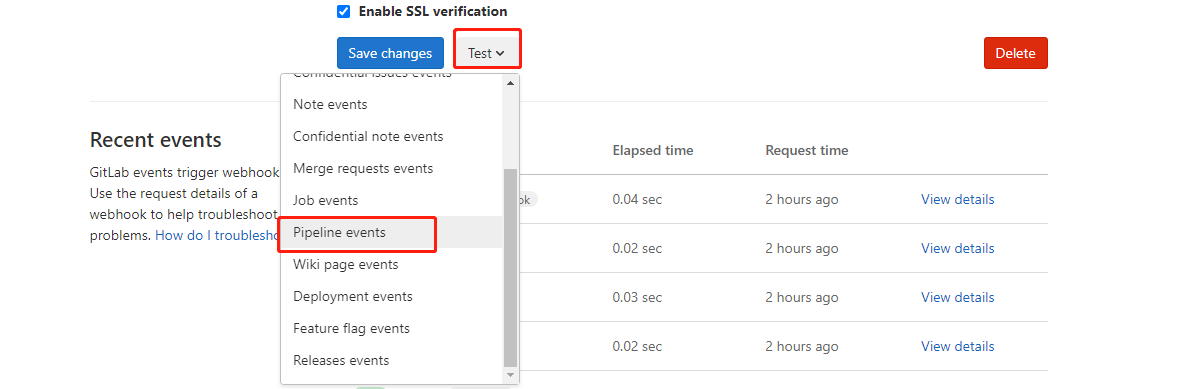 Enable SSL verification
Save changes
Test
Delete
Confidential issues events
Note events
Confidential note events
Merge requests events
Job events
Pipeline events
Wiki page events
Deployment events
Feature flag events
Releases events
Recent events
GitLab events trigger webhook
Use the request details of a
webhook to help troubleshoot
problems. How do I troublesho
Elapsed time Request time
ok 0.04 sec 2 hours ago View details
0.02 sec 2 hours ago View details
0.03 sec 2 hours ago View details
0.02 sec 2 hours ago View details